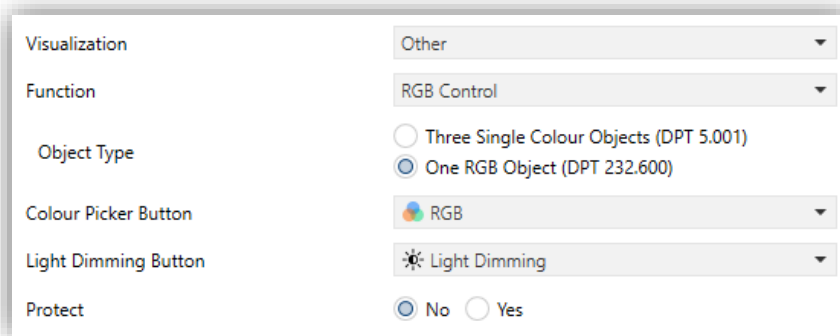 Visualization Other
Function RGB Control
Three Single Colour Objects (DPT 5.001)
Object Type
One RGB Object (DPT 232.600)
Colour Picker Button RGB
Light Dimming Button Light Dimming
Protect No Yes